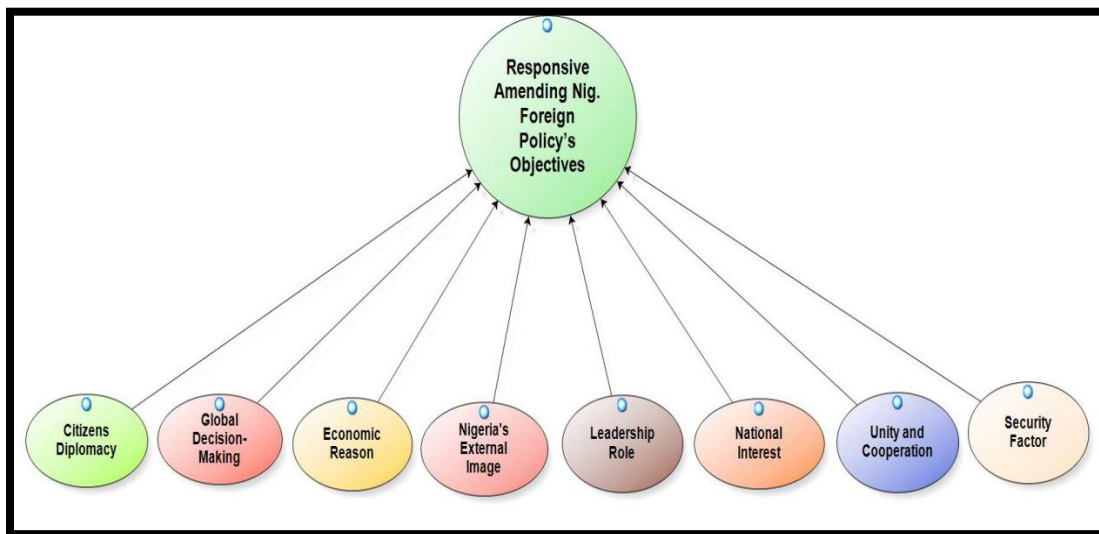 Responsive
Amending Nig.
Foreign
Policy's
Objectives
Citizens
Diplomacy
Global
Decision-
Making
Economic
Reason
Nigeria's
External
Image
Leadership
Role
National
Interest
Unity and
Cooperation
Security
Factor